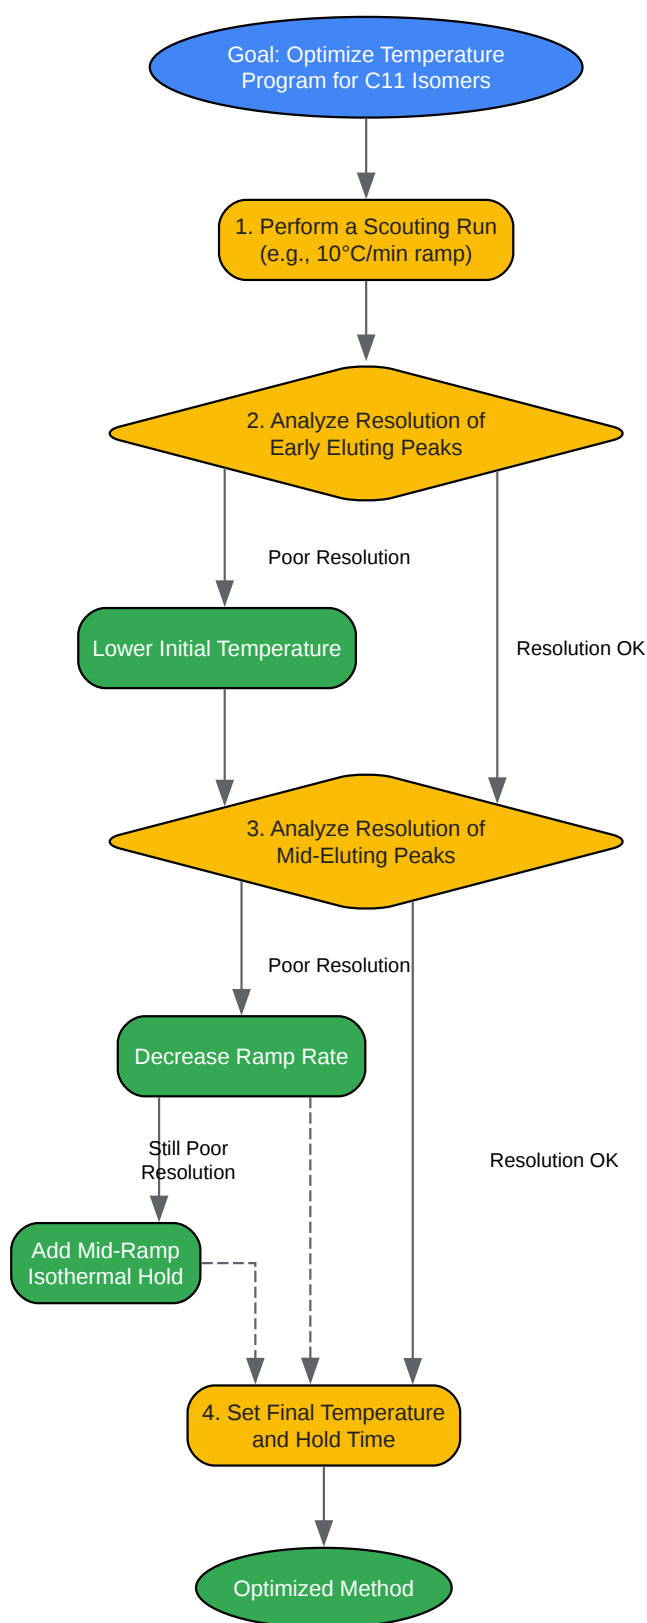 Goal: Optimize Temperature
Program for C11 Isomers
1. Perform a Scouting Run
(e.g., 10°C/min ramp)
2. Analyze Resolution of
Early Eluting Peaks
Poor Resolution
Lower Initial Temperature
Resolution OK
3. Analyze Resolution of
Mid-Eluting Peaks
Poor Resolution
Decrease Ramp Rate
Still Poor
Resolution
Resolution OK
Add Mid-Ramp
Isothermal Hold
4. Set Final Temperature
and Hold Time
Optimized Method